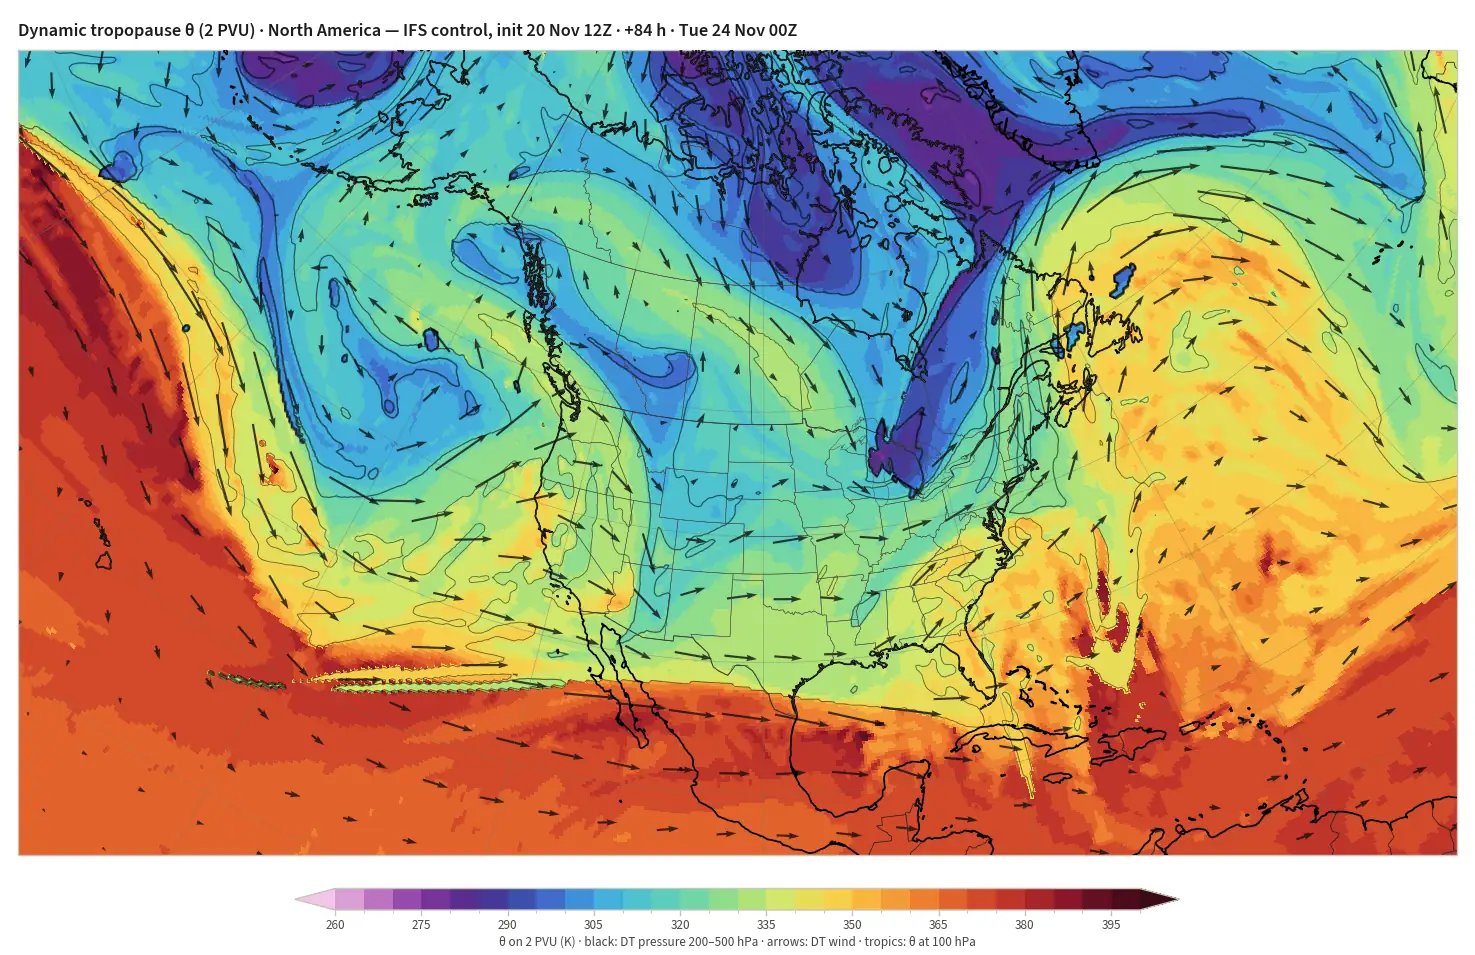 Dynamic tropopause θ (2 PVU) · North America — IFS control, init 20 Nov 12Z · +84 h · Tue 24 Nov 00Z
260 275 290 305 320 335 350 365 380 395
θ on 2 PVU (K) · black: DT pressure 200–500 hPa · arrows: DT wind · tropics: θ at 100 hPa